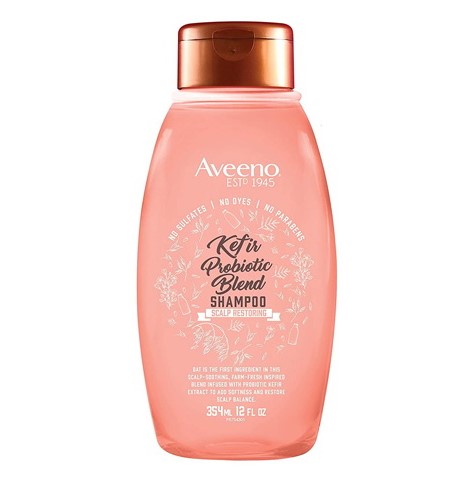 Aveeno
ESTD 1945
NO SULFATES | NO DYES | NO PARABENS
Kefir
Probiotic
Blend
SHAMPOO
SCALP RESTORING
OAT IS THE FIRST INGREDIENT IN THIS
SCALP-SOOTHING, FARM-FRESH INSPIRED
BLEND INFUSED WITH PROBIOTIC KEFIR
EXTRACT TO ADD SOFTNESS AND RESTORE
SCALP BALANCE.
354ML 12 FL OZ